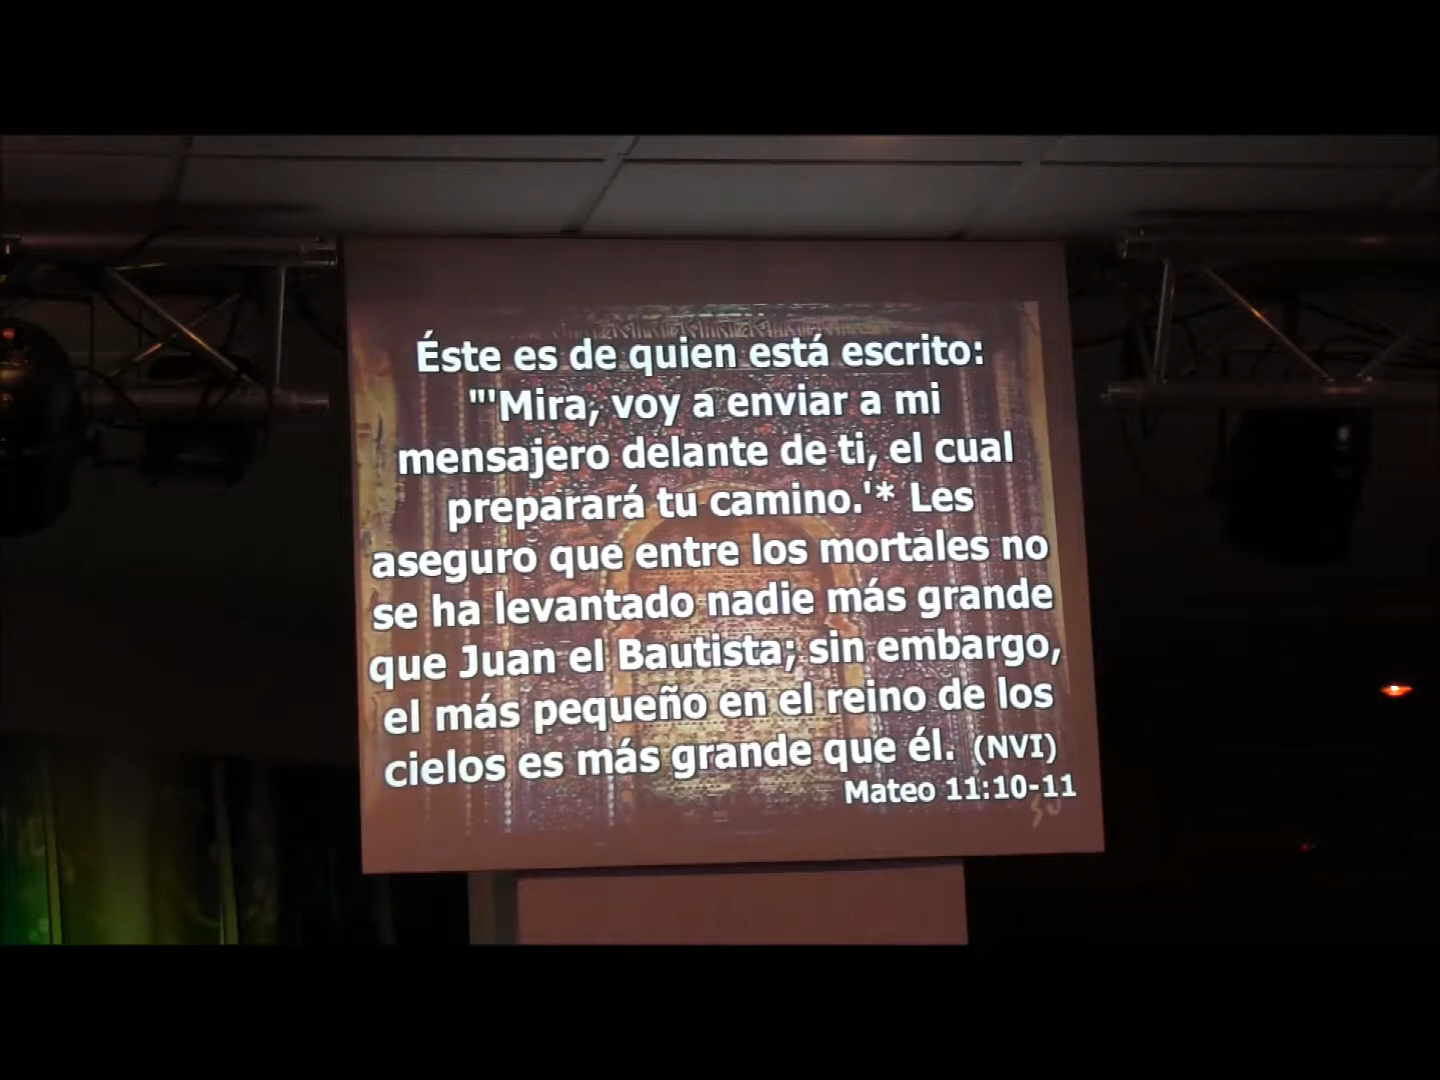 Éste es de quien está escrito:
"'Mira, voy a enviar a mi
mensajero delante de ti, el cual
preparará tu camino.'* Les
aseguro que entre los mortales no
se ha levantado nadie más grande
que Juan el Bautista; sin embargo,
el más pequeño en el reino de los
cielos es más grande que él. (NVI)
Mateo 11:10-11